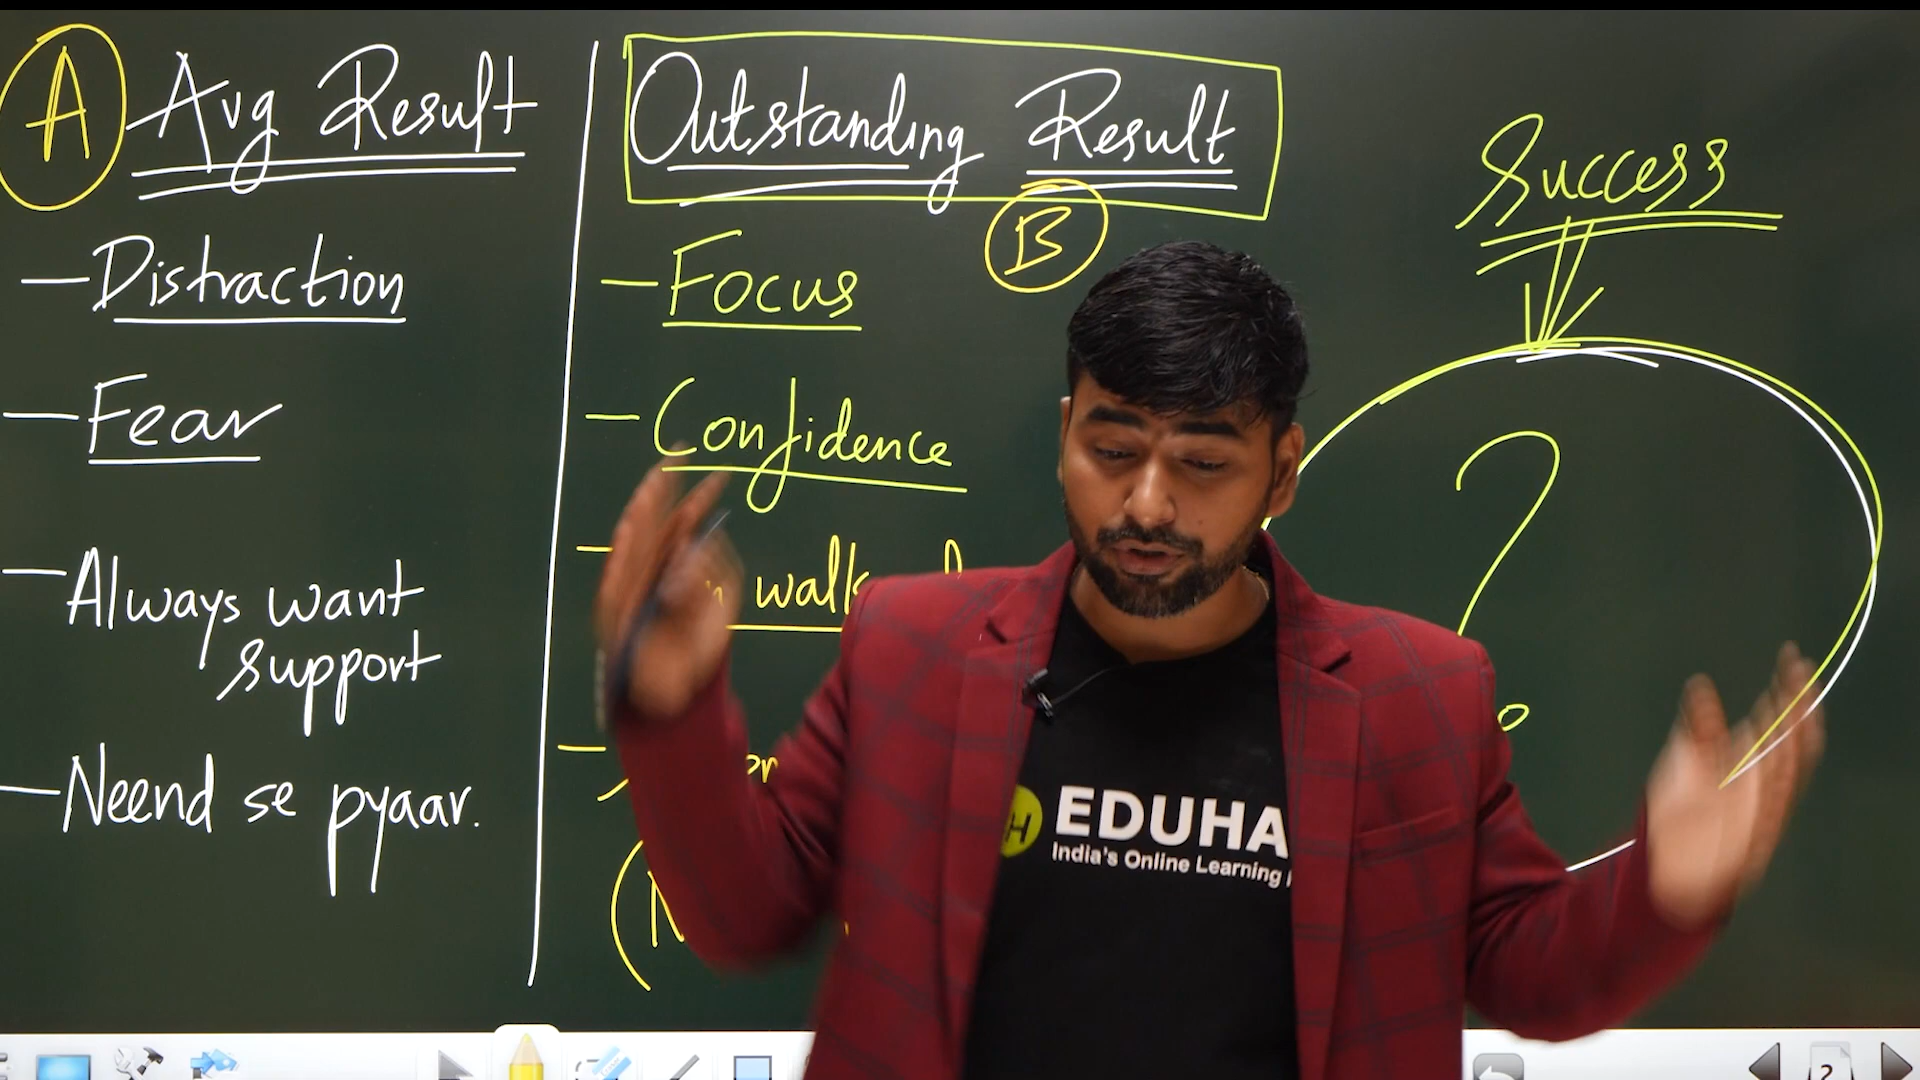 A Avg Result
- Distraction
- Fear
- Always want
support
- Neend se pyaar.
Outstanding Result
B
- Focus
- Confidence
Success
?
EDUHA
India's Online Learning
2